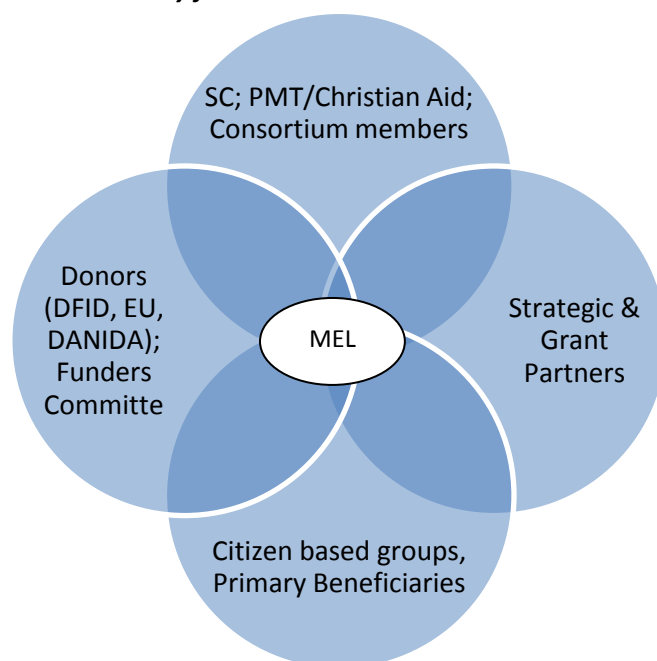 SC; PMT/Christian Aid;
Consortium members
Donors
(DFID, EU,
DANIDA);
Funders
Committe
MEL
Strategic &
Grant
Partners
Citizen based groups,
Primary Beneficiaries